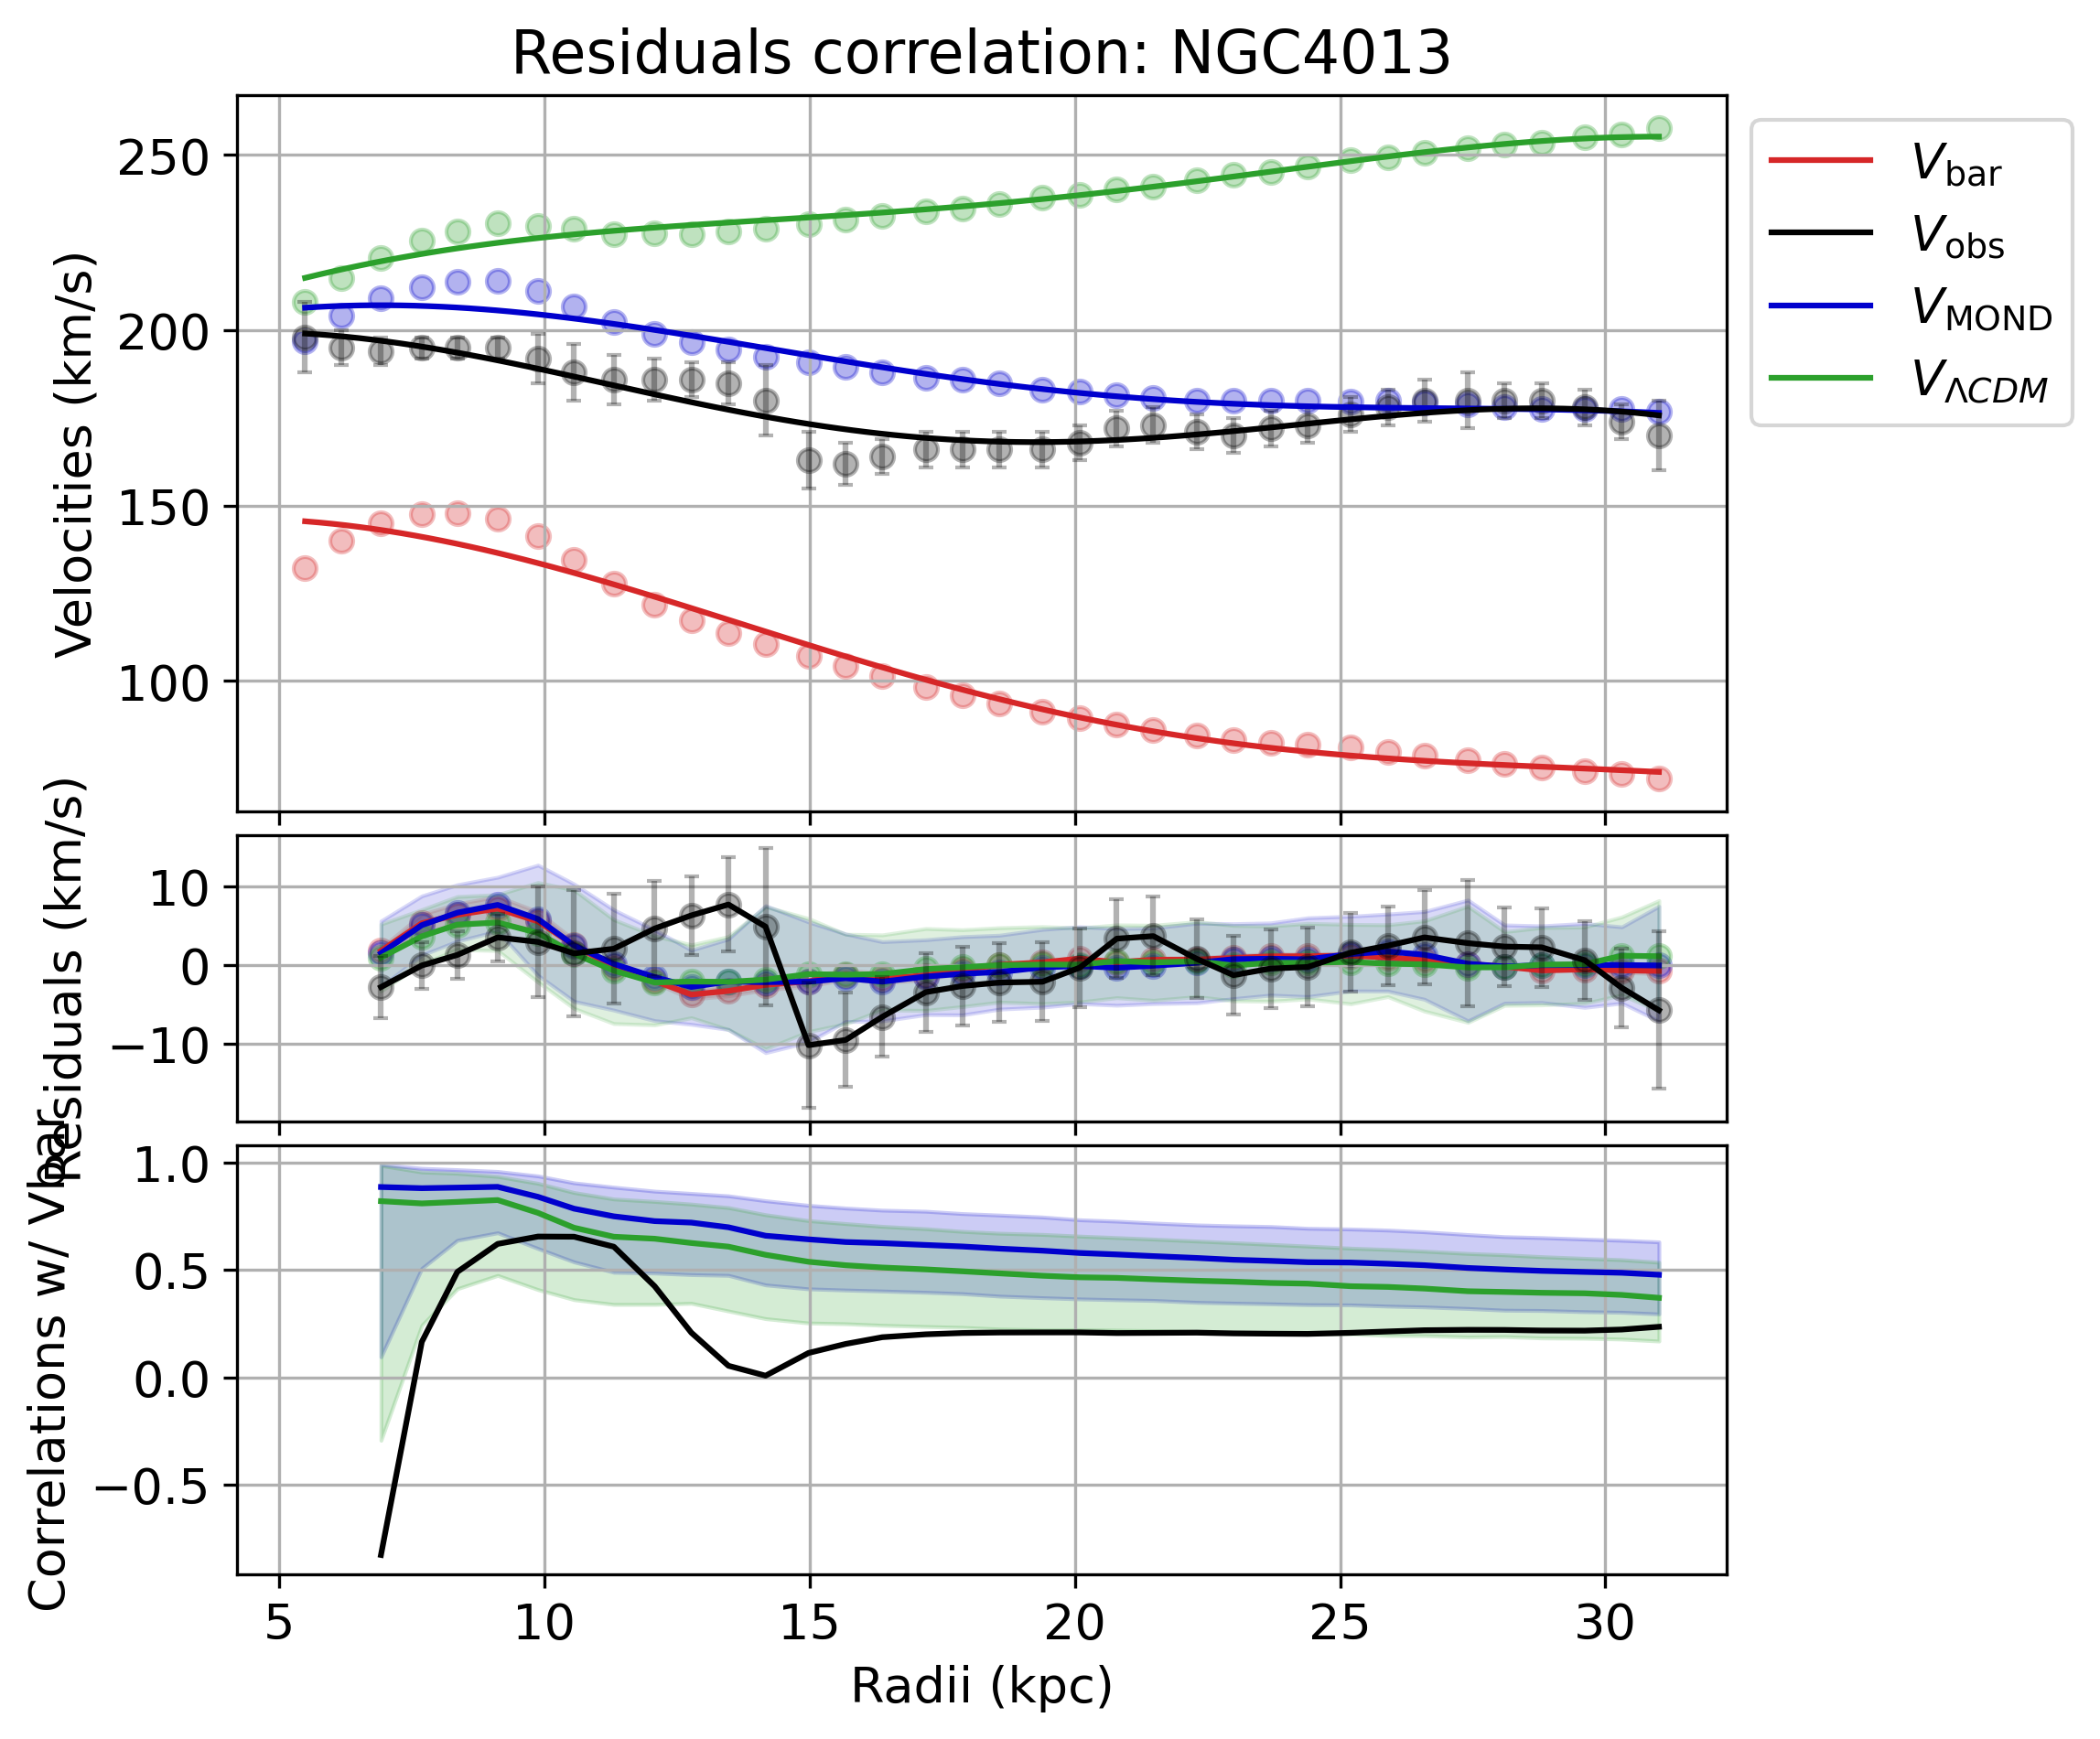 Residuals correlation: NGC4013
Velocities (km/s)
250
200
150
100
V_bar
V_obs
V_MOND
V_ΛCDM
Residuals (km/s)
10
0
−10
Correlations w/ Vbar
1.0
0.5
0.0
−0.5
5 10 15 20 25 30
Radii (kpc)